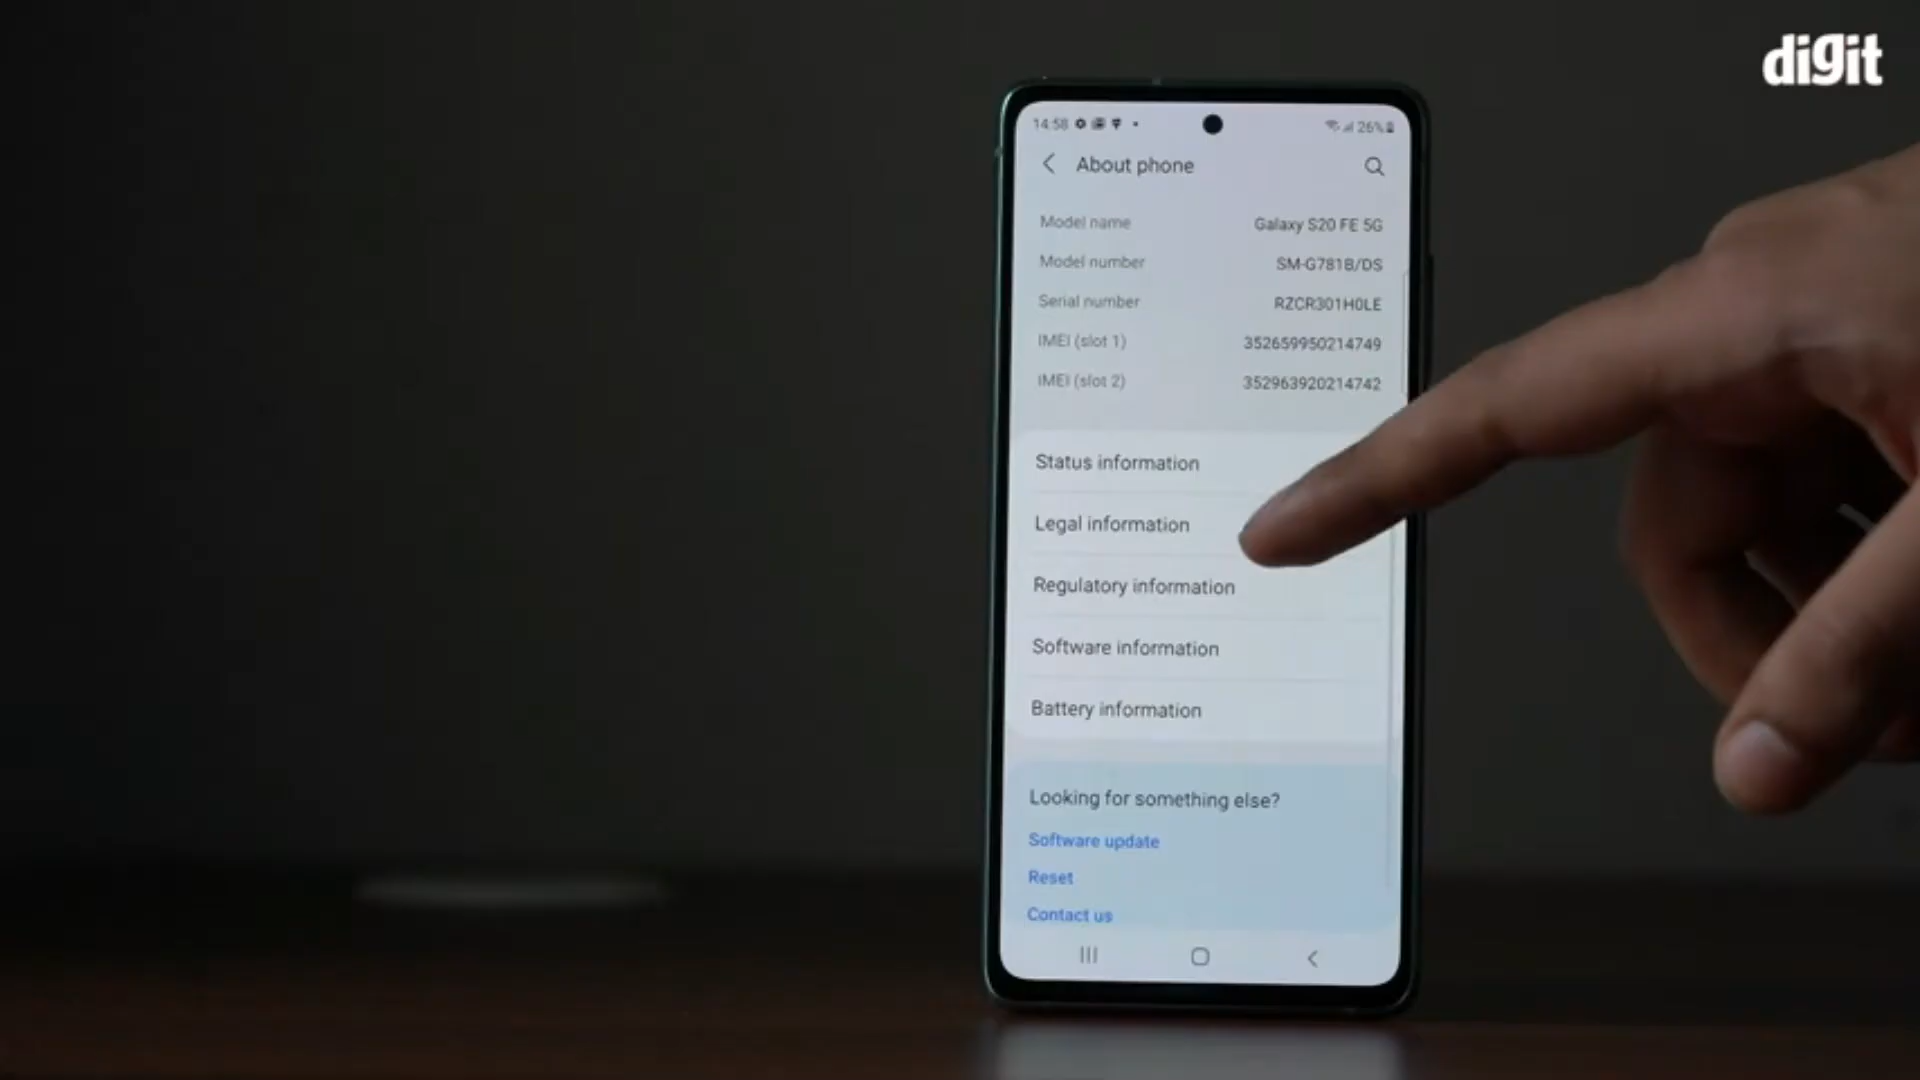 digit
14:58 26%
About phone
Model name Galaxy S20 FE 5G
Model number SM-G781B/DS
Serial number RZCR301H0LE
IMEI (slot 1) 352659950214749
IMEI (slot 2) 352963920214742
Status information
Legal information
Regulatory information
Software information
Battery information
Looking for something else?
Software update
Reset
Contact us